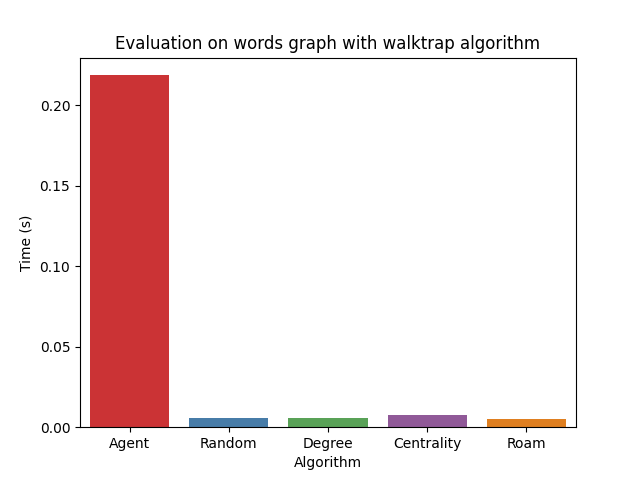 Evaluation on words graph with walktrap algorithm
0.20
0.15
0.10
0.05
0.00
Time (s)
Agent Random Degree Centrality Roam
Algorithm